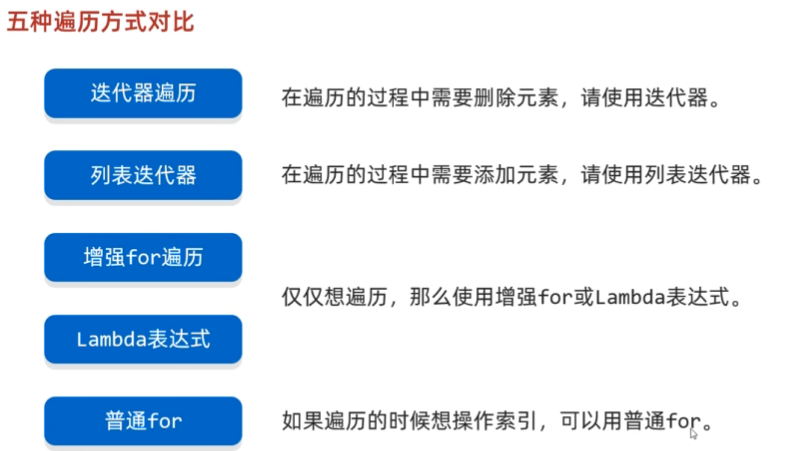 五种遍历方式对比
迭代器遍历
在遍历的过程中需要删除元素，请使用迭代器。
列表迭代器
在遍历的过程中需要添加元素，请使用列表迭代器。
增强for遍历
仅仅想遍历，那么使用增强for或Lambda表达式。
Lambda表达式
普通for
如果遍历的时候想操作索引，可以用普通for。